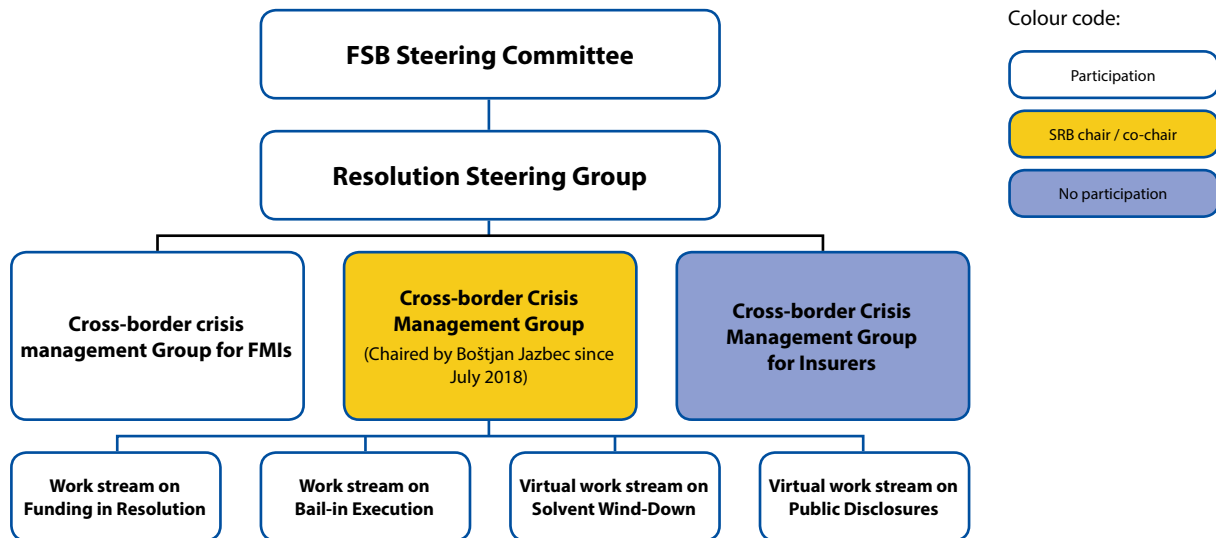 FSB Steering Committee
Resolution Steering Group
Cross-border crisis
management Group for FMIs
Cross-border Crisis
Management Group
(Chaired by Boštjan Jazbec since
July 2018)
Cross-border Crisis
Management Group
for Insurers
Work stream on
Funding in Resolution
Work stream on
Bail-in Execution
Virtual work stream on
Solvent Wind-Down
Virtual work stream on
Public Disclosures
Colour code:
Participation
SRB chair / co-chair
No participation